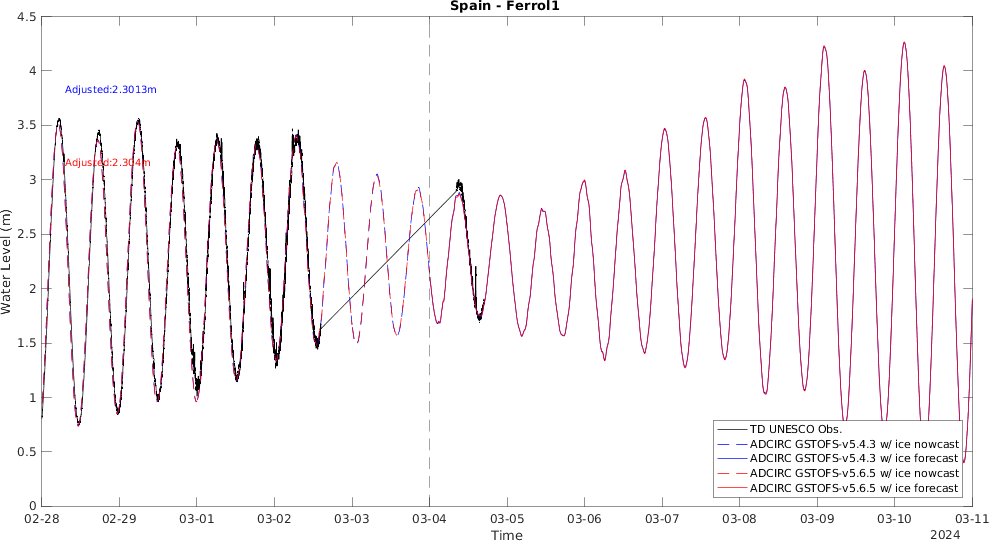 Spain - Ferrol1
4.5
4
3.5
3
2.5
2
1.5
1
0.5
0
Water Level (m)
Adjusted:2.3013m
Adjusted:2.304m
TD UNESCO Obs.
ADCIRC GSTOFS-v5.4.3 w/ ice nowcast
ADCIRC GSTOFS-v5.4.3 w/ ice forecast
ADCIRC GSTOFS-v5.6.5 w/ ice nowcast
ADCIRC GSTOFS-v5.6.5 w/ ice forecast
02-28 02-29 03-01 03-02 03-03 03-04 03-05 03-06 03-07 03-08 03-09 03-10 03-11
Time
2024